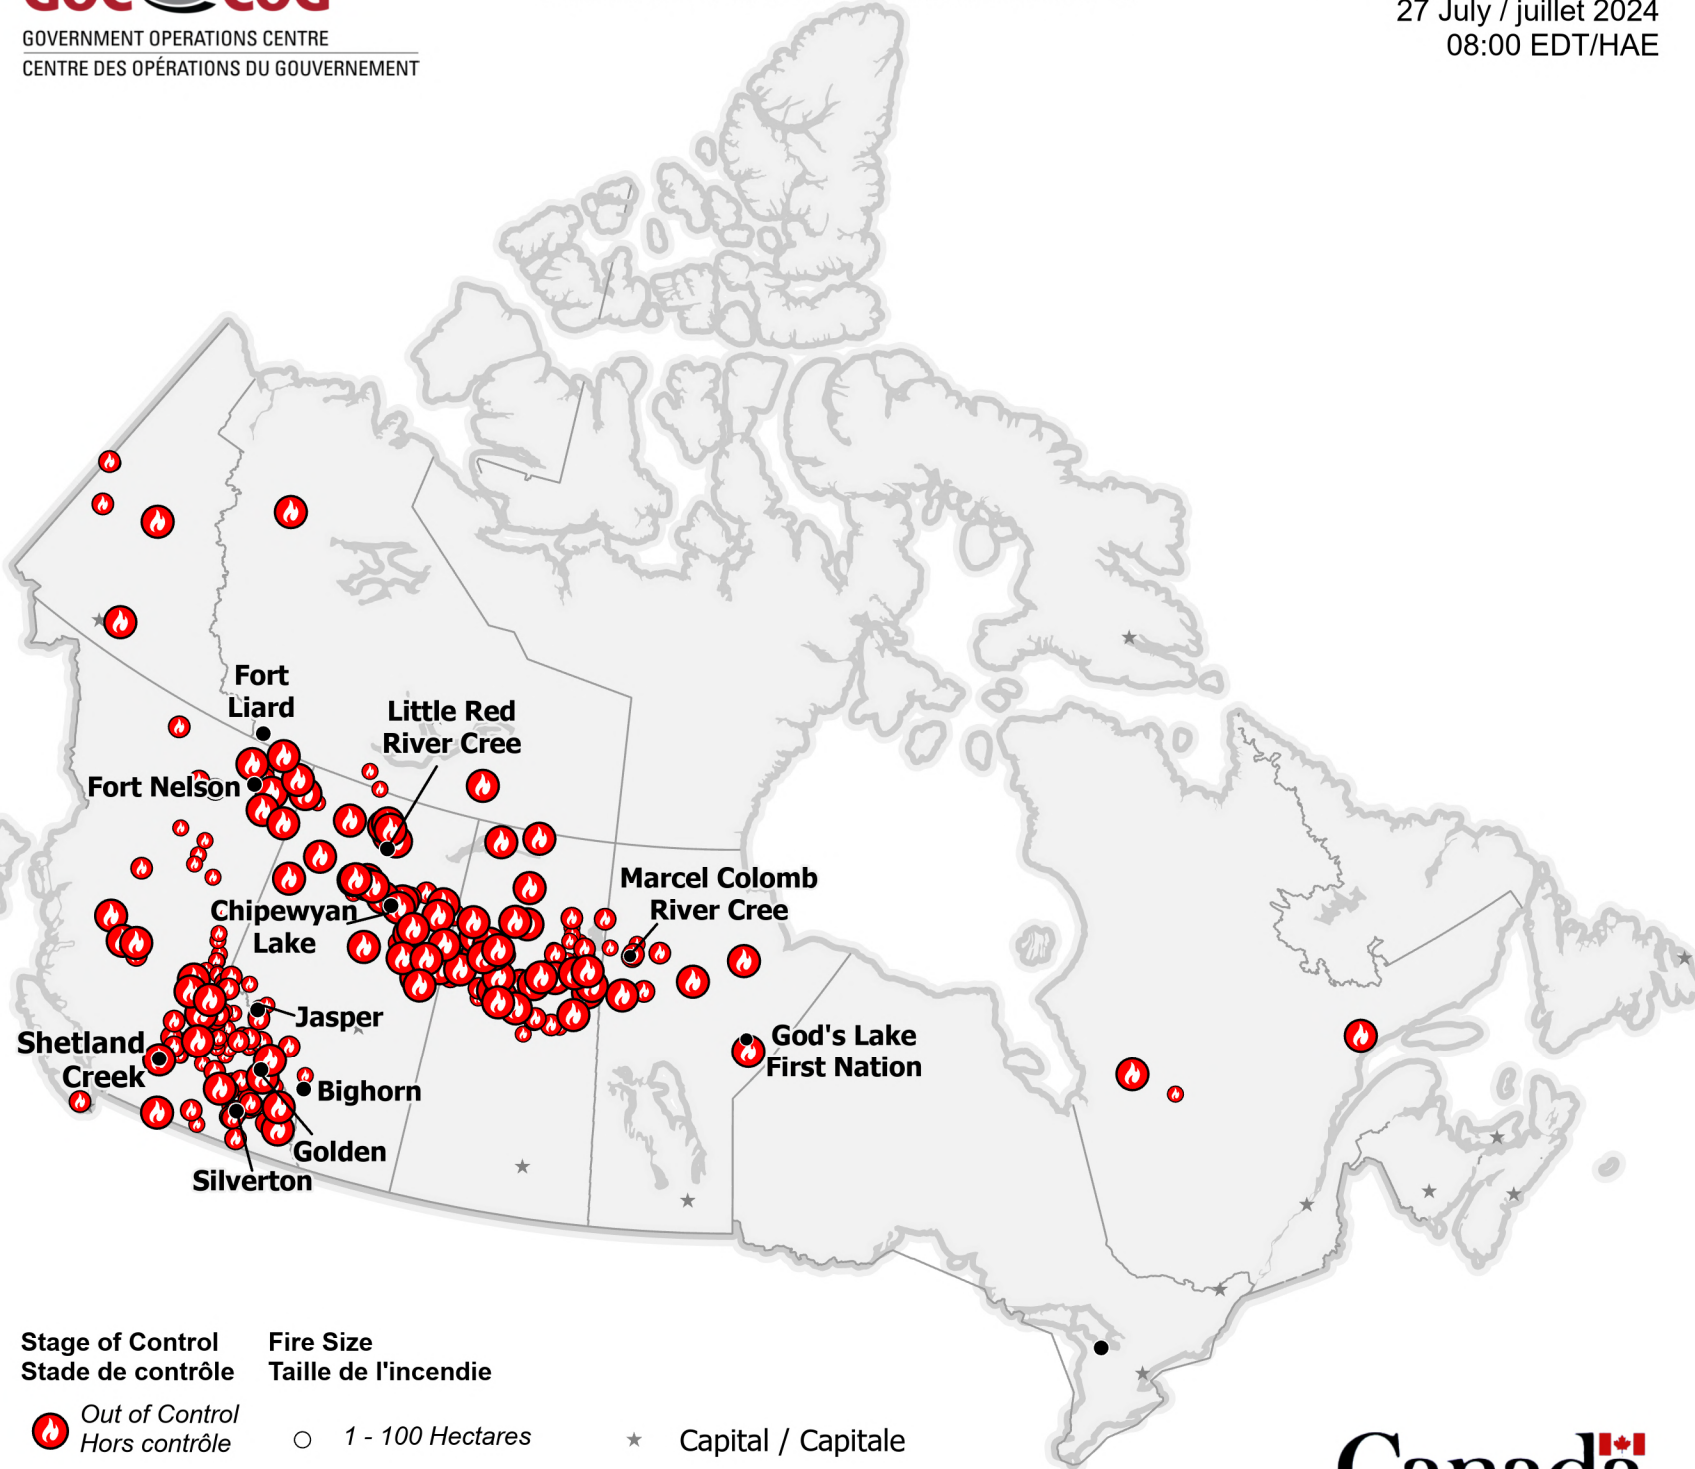 GOC COG
GOVERNMENT OPERATIONS CENTRE
CENTRE DES OPÉRATIONS DU GOUVERNEMENT
27 July / juillet 2024
08:00 EDT/HAE
Fort
Liard
Little Red
River Cree
Fort Nelson
Marcel Colomb
River Cree
Chipewyan
Lake
Jasper
Shetland
Creek
God's Lake
First Nation
Bighorn
Golden
Silverton
Stage of Control
Stade de contrôle
Fire Size
Taille de l'incendie
Out of Control
Hors contrôle
1 - 100 Hectares
Capital / Capitale
Canada